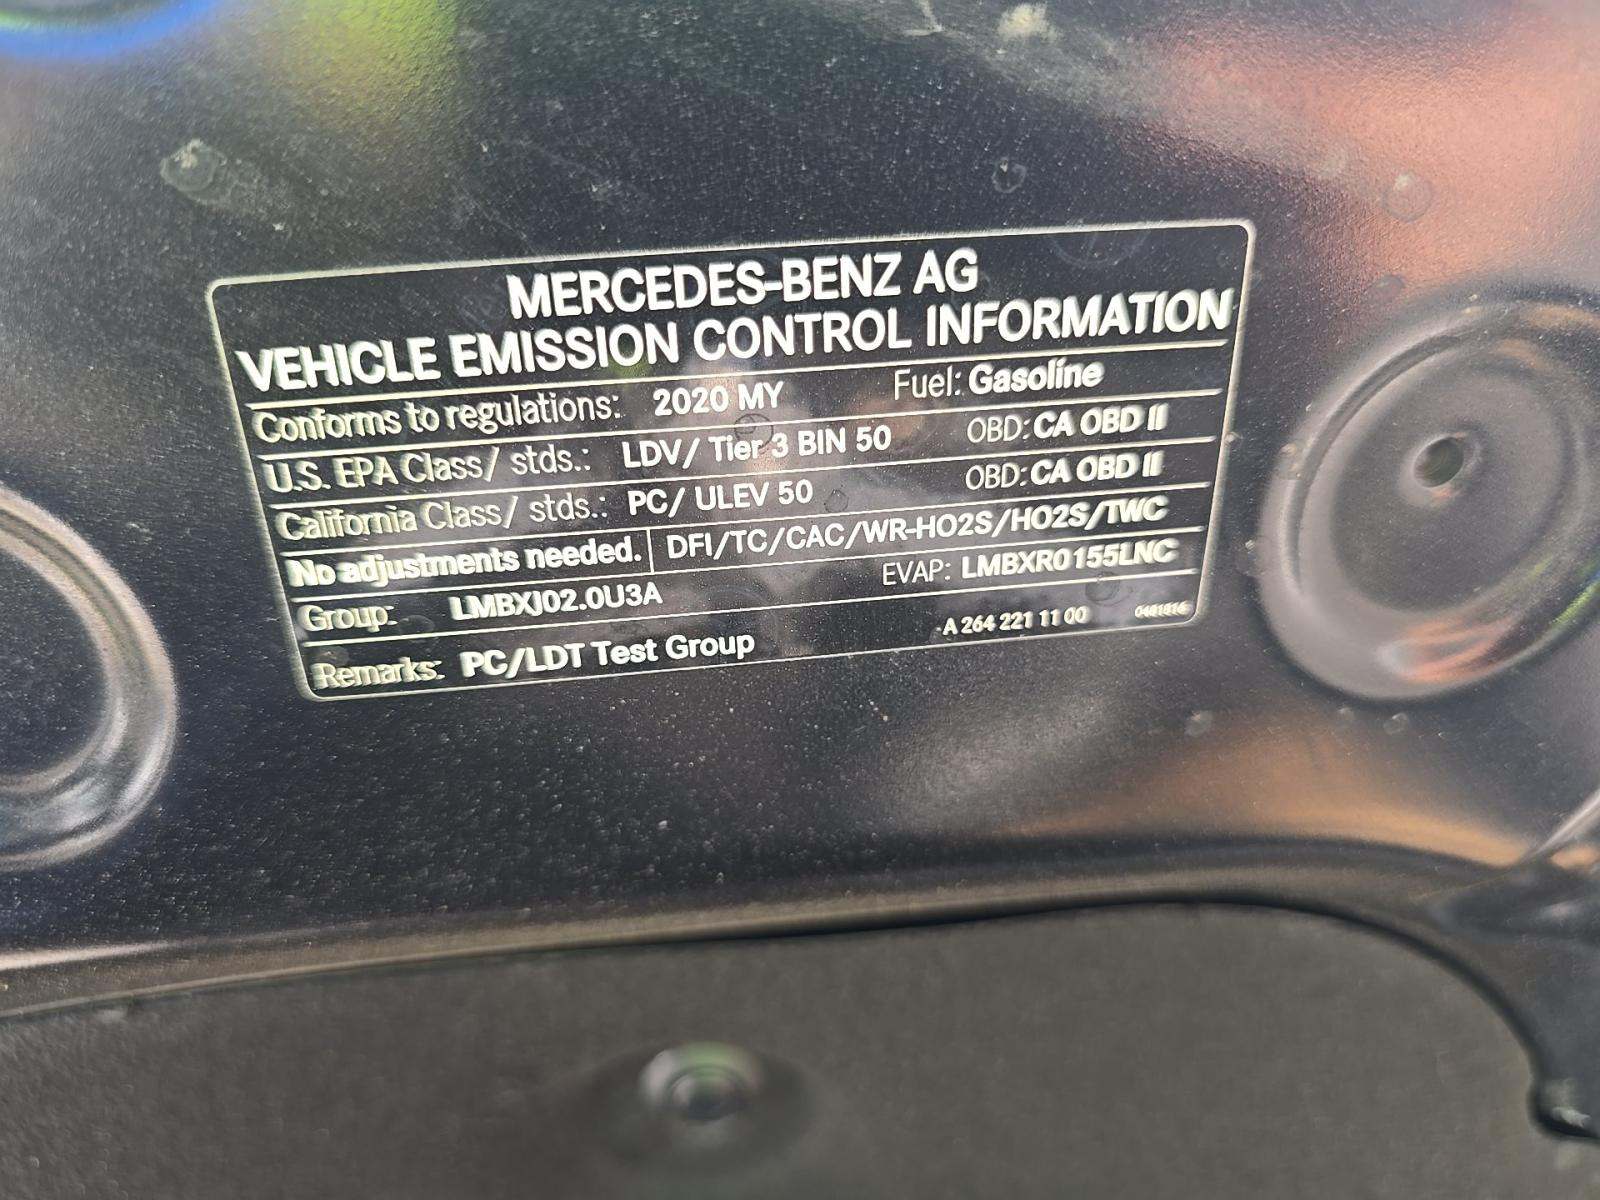 MERCEDES-BENZ AG
VEHICLE EMISSION CONTROL INFORMATION
Conforms to regulations: 2020 MY Fuel: Gasoline
U.S. EPA Class/ stds.: LDV/ Tier 3 BIN 50 OBD: CA OBD II
California Class/ stds.: PC/ ULEV 50 OBD: CA OBD II
No adjustments needed. DFI/TC/CAC/WR-HO2S/HO2S/TWC
Group: LMBXJ02.0U3A EVAP: LMBXR0155LNC
Remarks: PC/LDT Test Group A 264 221 11 00